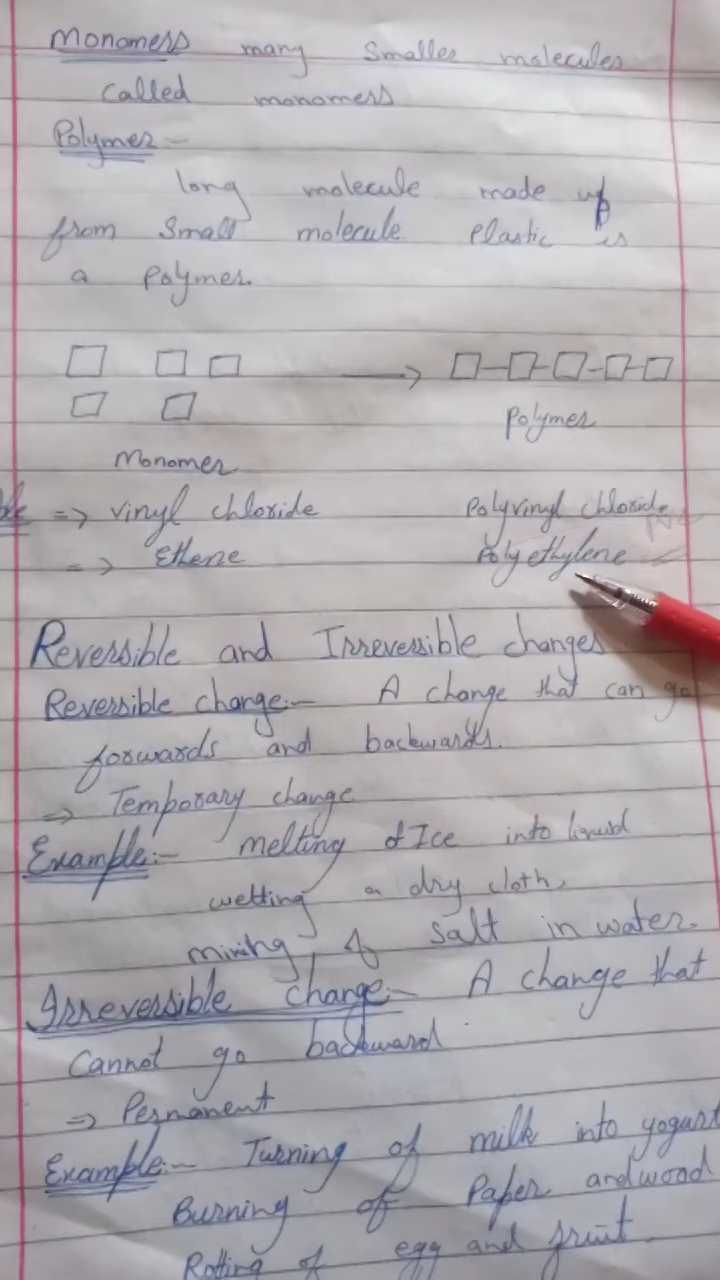 Monomers many smaller molecules
called monomers
Polymer:-
long molecule made up
from small molecule. Plastic is
a polymer.
Polymer
Monomer
=> vinyl chloride Polyvinyl chloride
=> Ethene Polyethylene
Reversible and Irreversible changes
Reversible change:- A change that can go
forwards and backwards.
=> Temporary change
Example:- melting of Ice into liquid
wetting a dry cloth,
mixing of salt in water.
Irreversible change:- A change that
Cannot go backward
=> Permanent
Example:- Turning of milk into yogurt
Burning of Paper and wood
Rotting of egg and fruit.